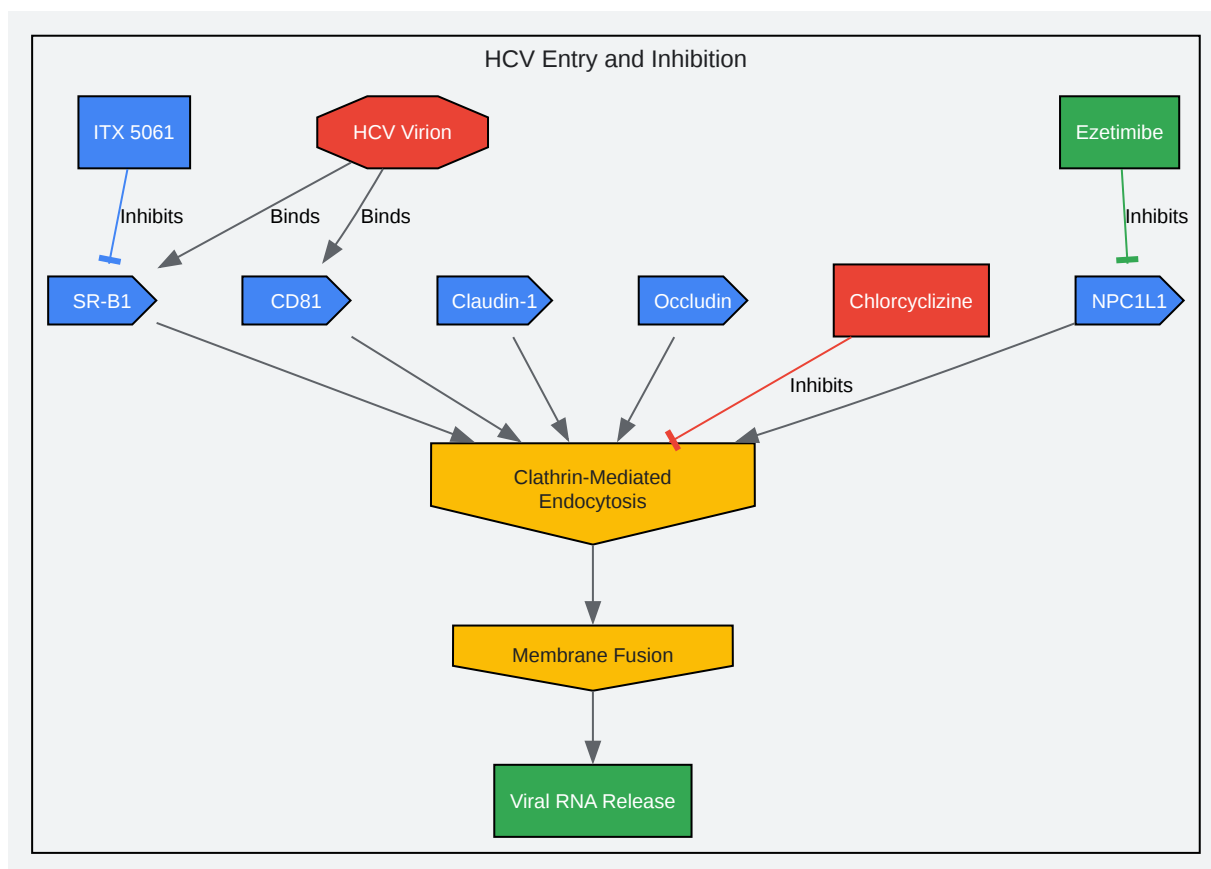 HCV Entry and Inhibition
ITX 5061
HCV Virion
Ezetimibe
Inhibits
Binds
Binds
Inhibits
SR-B1
CD81
Claudin-1
Occludin
Chlorcyclizine
NPC1L1
Inhibits
Clathrin-Mediated
Endocytosis
Membrane Fusion
Viral RNA Release